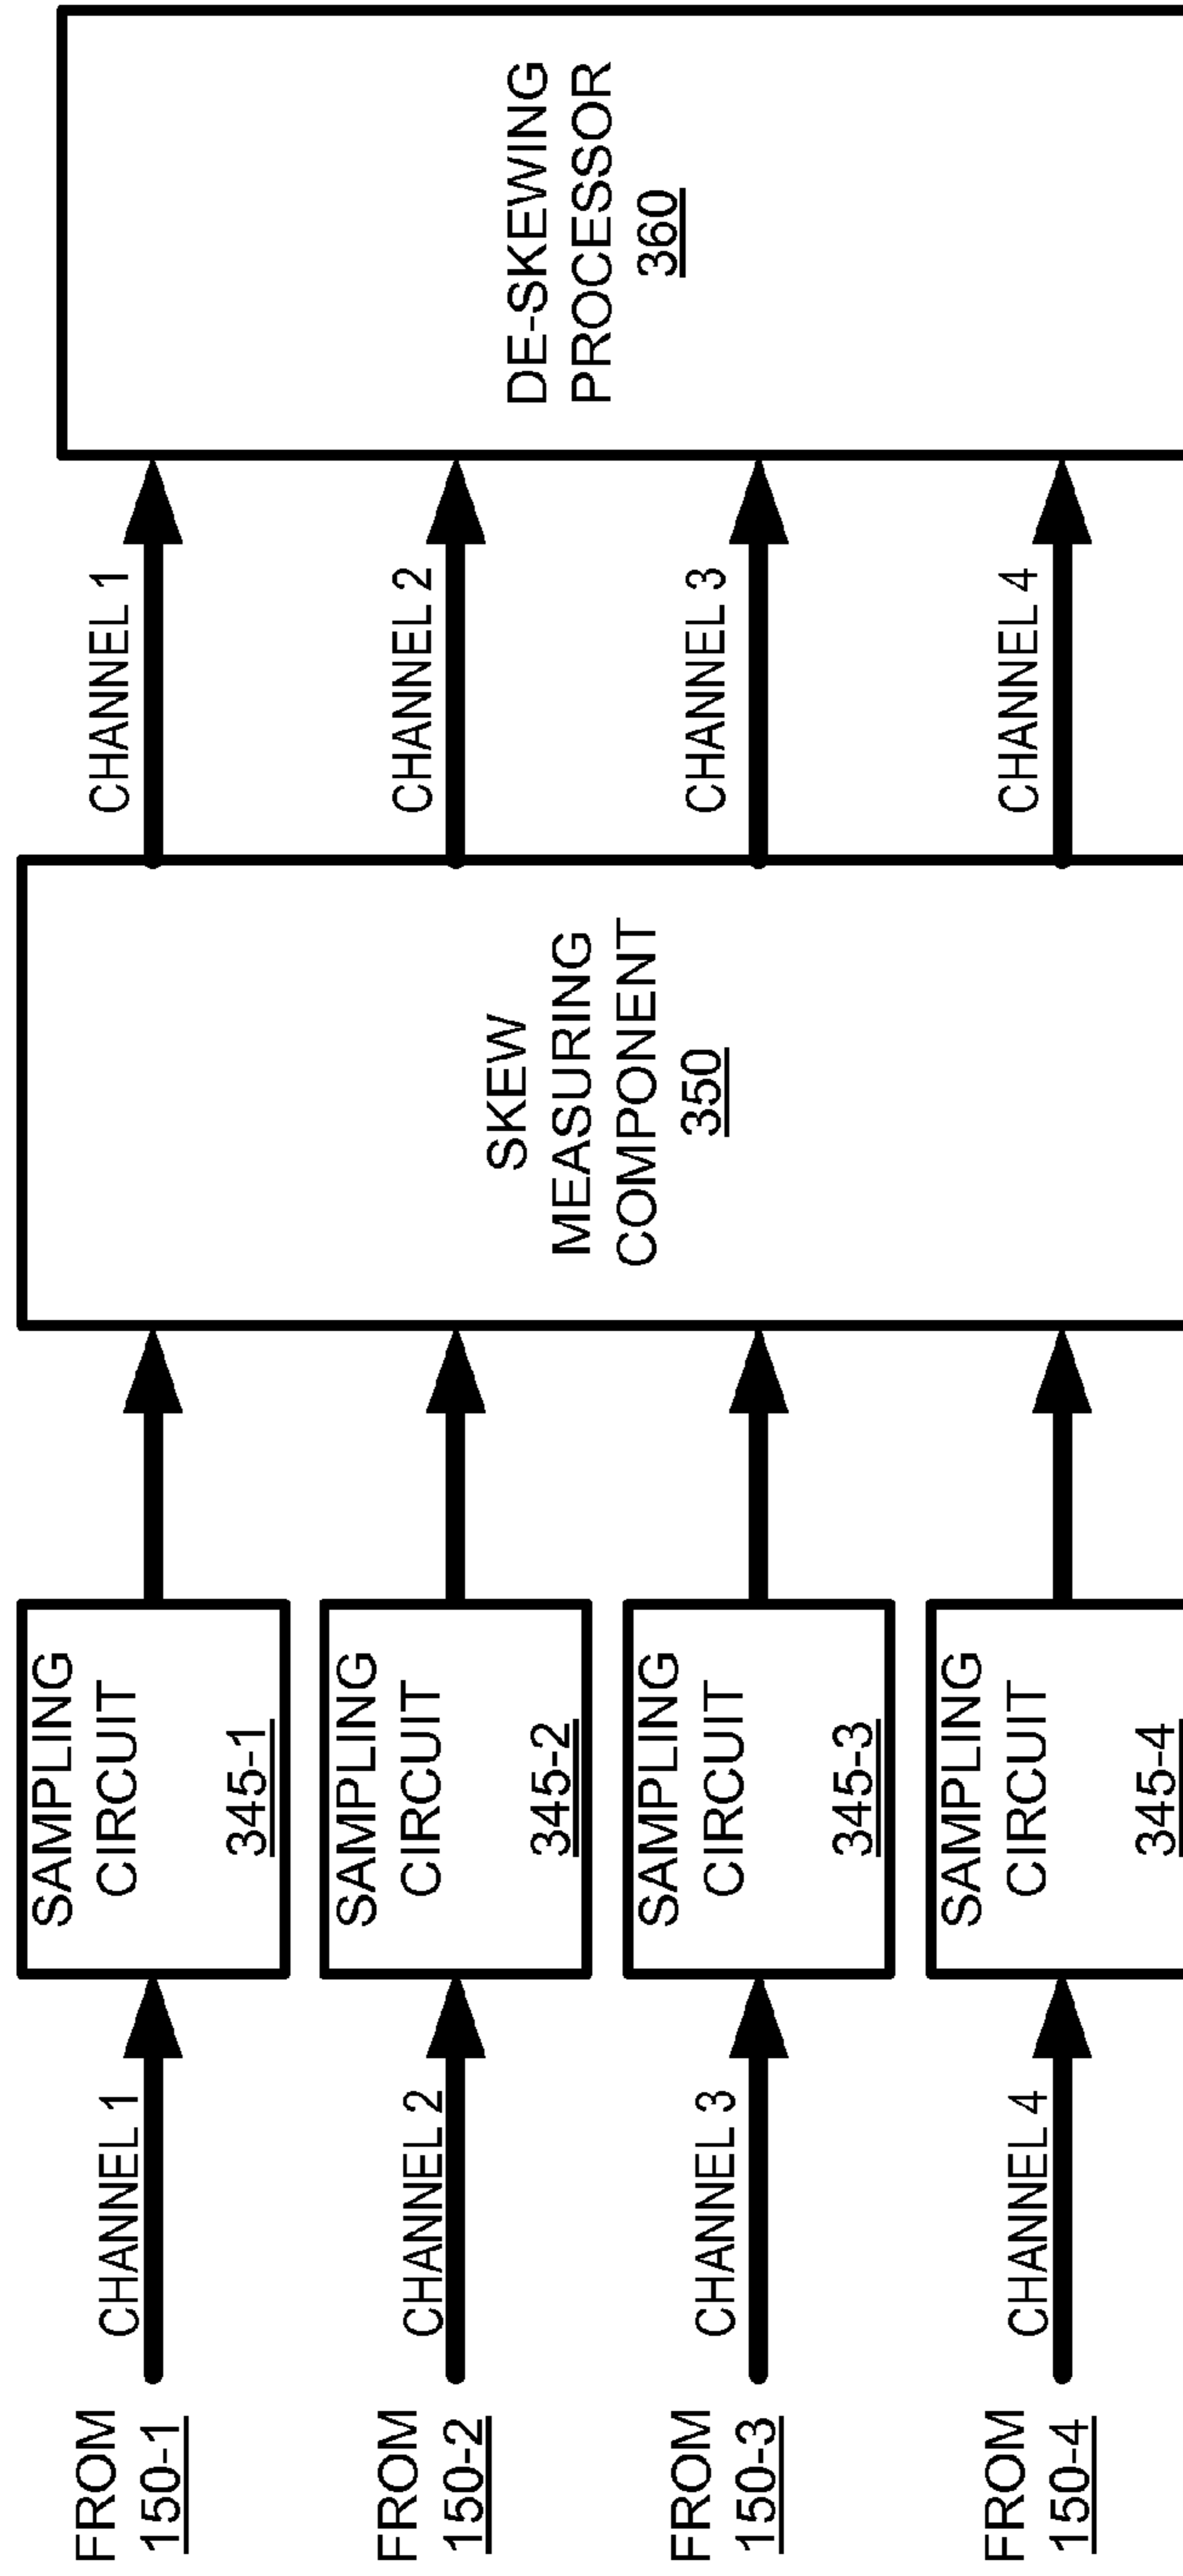 FROM
150-1
CHANNEL 1
SAMPLING
CIRCUIT
345-1
FROM
150-2
CHANNEL 2
SAMPLING
CIRCUIT
345-2
FROM
150-3
CHANNEL 3
SAMPLING
CIRCUIT
345-3
FROM
150-4
CHANNEL 4
SAMPLING
CIRCUIT
345-4
SKEW
MEASURING
COMPONENT
350
CHANNEL 1
CHANNEL 2
CHANNEL 3
CHANNEL 4
DE-SKEWING
PROCESSOR
360